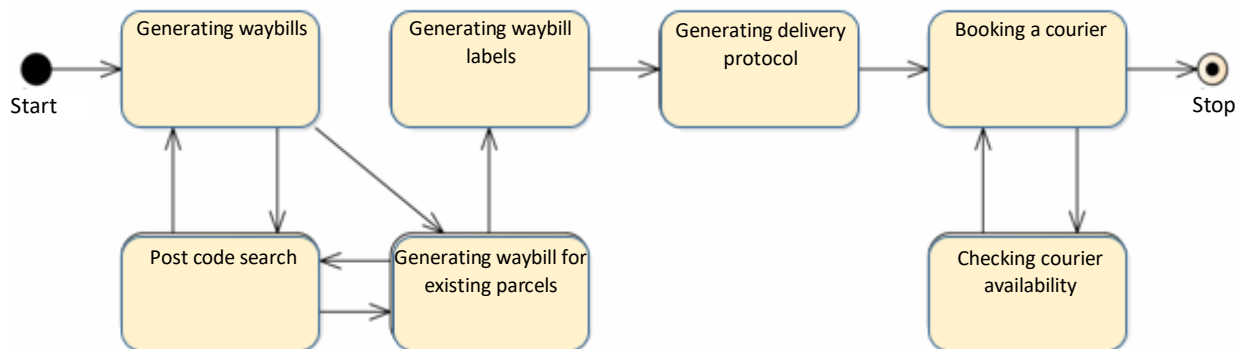 Generating waybills
Generating waybill
labels
Generating delivery
protocol
Booking a courier
Start
Stop
Post code search
Generating waybill for
existing parcels
Checking courier
availability